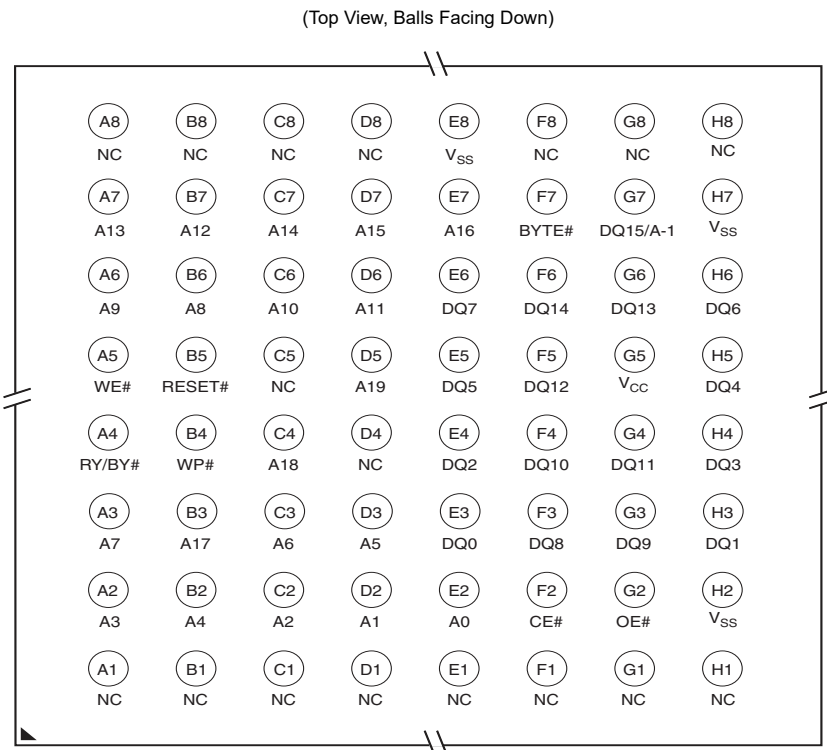 (Top View, Balls Facing Down)
A8 B8 C8 D8 E8 F8 G8 H8
NC NC NC NC VSS NC NC NC
A7 B7 C7 D7 E7 F7 G7 H7
A13 A12 A14 A15 A16 BYTE# DQ15/A-1 VSS
A6 B6 C6 D6 E6 F6 G6 H6
A9 A8 A10 A11 DQ7 DQ14 DQ13 DQ6
A5 B5 C5 D5 E5 F5 G5 H5
WE# RESET# NC A19 DQ5 DQ12 VCC DQ4
A4 B4 C4 D4 E4 F4 G4 H4
RY/BY# WP# A18 NC DQ2 DQ10 DQ11 DQ3
A3 B3 C3 D3 E3 F3 G3 H3
A7 A17 A6 A5 DQ0 DQ8 DQ9 DQ1
A2 B2 C2 D2 E2 F2 G2 H2
A3 A4 A2 A1 A0 CE# OE# VSS
A1 B1 C1 D1 E1 F1 G1 H1
NC NC NC NC NC NC NC NC